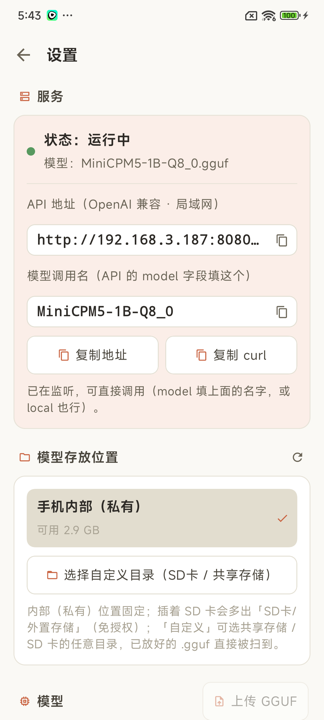 5:43 ...
100
设置
服务
状态：运行中
模型：MiniCPM5-1B-Q8_0.gguf
API 地址（OpenAI 兼容 · 局域网）
http://192.168.3.187:8080…
模型调用名（API 的 model 字段填这个）
MiniCPM5-1B-Q8_0
复制地址
复制 curl
已在监听，可直接调用（model 填上面的名字，或
local 也行）。
模型存放位置
手机内部（私有）
可用 2.9 GB
选择自定义目录（SD卡 / 共享存储）
内部（私有）位置固定；插着 SD 卡会多出「SD卡/
外置存储」（免授权）；「自定义」可选共享存储 /
SD 卡的任意目录，已放好的 .gguf 直接被扫到。
模型
上传 GGUF